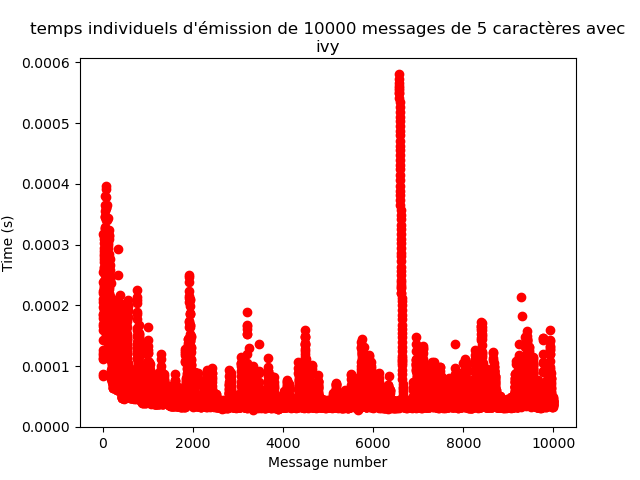 temps individuels d'émission de 10000 messages de 5 caractères avec
ivy
0.0006
0.0005
0.0004
0.0003
0.0002
0.0001
0.0000
Time (s)
0 2000 4000 6000 8000 10000
Message number